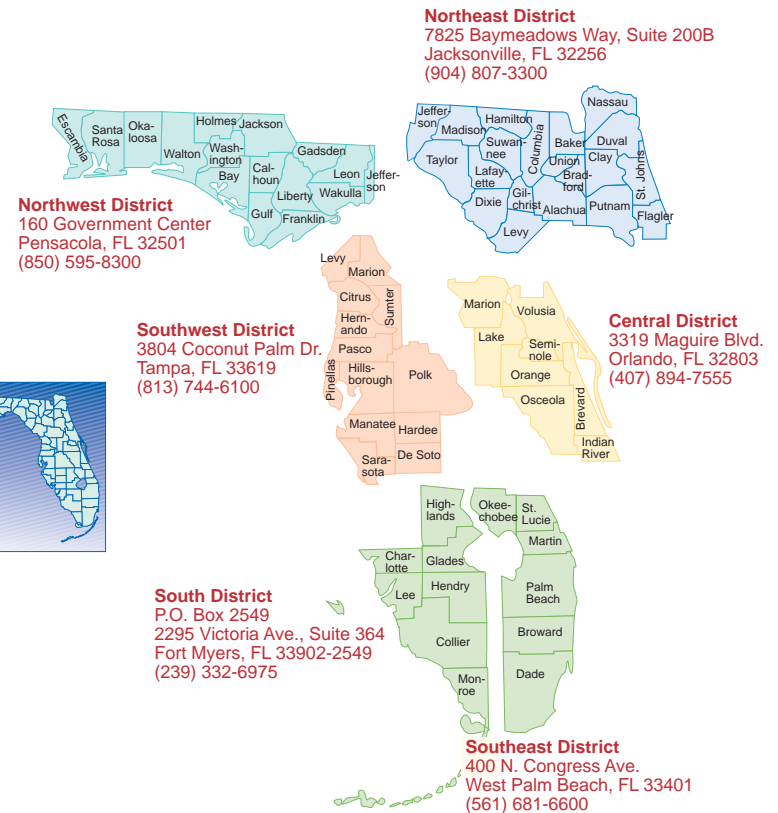 Northeast District
7825 Baymeadows Way, Suite 200B
Jacksonville, FL 32256
(904) 807-3300
Escambia
Santa
Rosa
Oka-
loosa
Walton
Holmes
Jackson
Wash-
ington
Bay
Cal-
houn
Gulf
Liberty
Franklin
Gadsden
Leon
Wakulla
Jeffer-
son
Northwest District
160 Government Center
Pensacola, FL 32501
(850) 595-8300
Jeffer-
son
Madison
Hamilton
Taylor
Suwan-
nee
Lafay-
ette
Dixie
Columbia
Gil-
christ
Levy
Baker
Union
Brad-
ford
Alachua
Nassau
Duval
Clay
Putnam
St. Johns
Flagler
Levy
Marion
Citrus
Sumter
Hern-
ando
Pasco
Pinellas
Hills-
borough
Polk
Manatee
Hardee
Sara-
sota
De Soto
Southwest District
3804 Coconut Palm Dr.
Tampa, FL 33619
(813) 744-6100
Marion
Volusia
Lake
Semi-
nole
Orange
Osceola
Brevard
Indian
River
Central District
3319 Maguire Blvd.
Orlando, FL 32803
(407) 894-7555
High-
lands
Okee-
chobee
St.
Lucie
Martin
Char-
lotte
Glades
Lee
Hendry
Palm
Beach
Collier
Broward
Mon-
roe
Dade
South District
P.O. Box 2549
2295 Victoria Ave., Suite 364
Fort Myers, FL 33902-2549
(239) 332-6975
Southeast District
400 N. Congress Ave.
West Palm Beach, FL 33401
(561) 681-6600